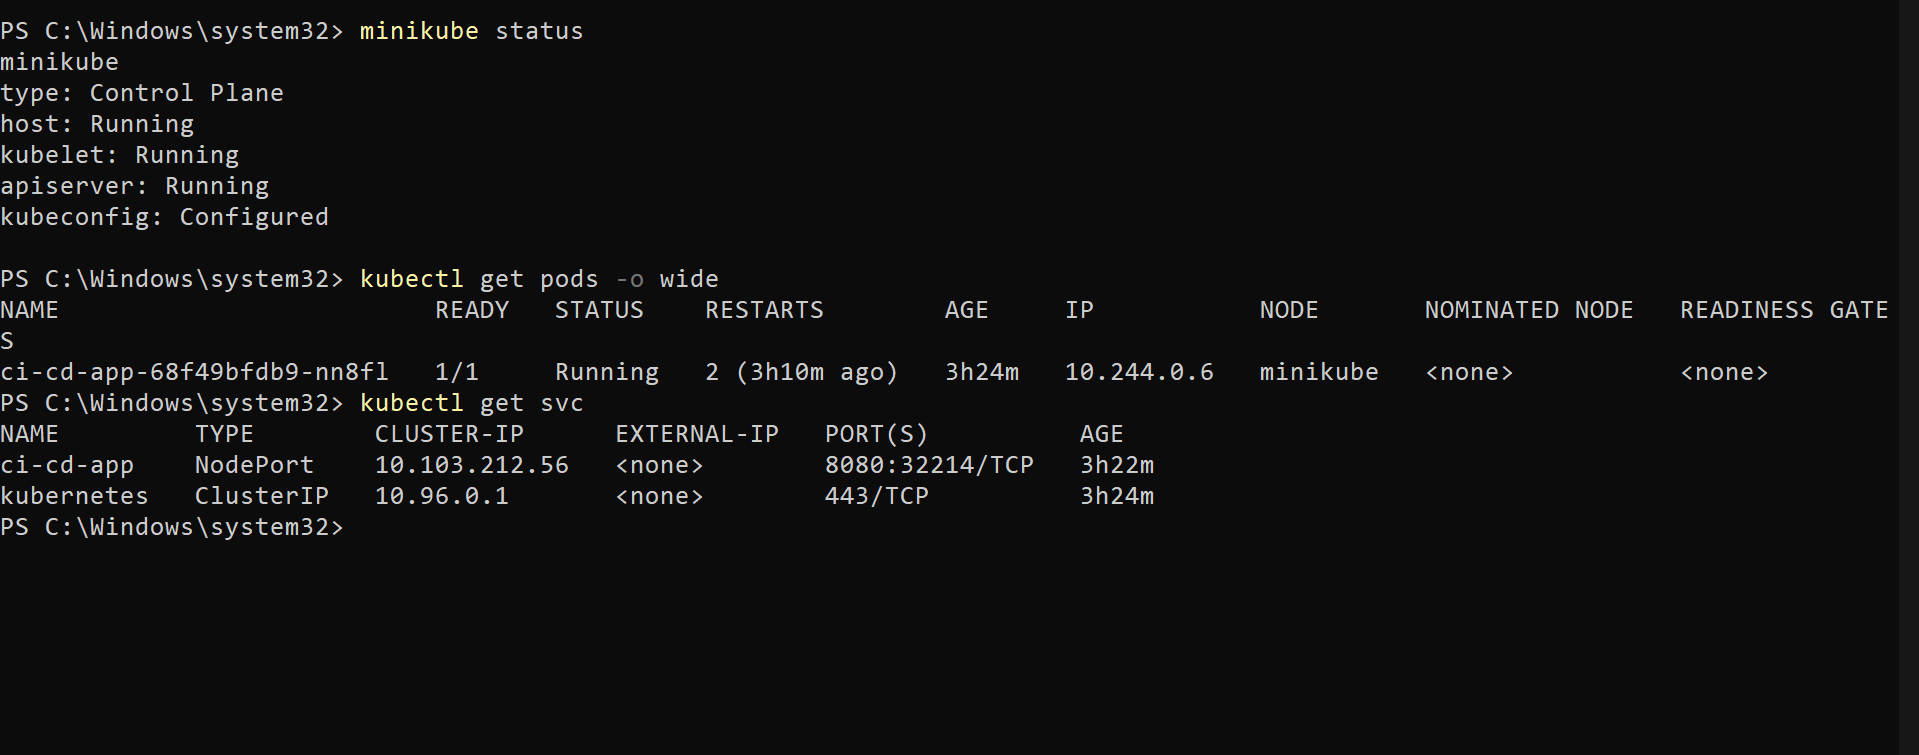 PS C:\Windows\system32> minikube status
minikube
type: Control Plane
host: Running
kubelet: Running
apiserver: Running
kubeconfig: Configured
PS C:\Windows\system32> kubectl get pods -o wide
NAME                         READY   STATUS    RESTARTS        AGE     IP           NODE       NOMINATED NODE   READINESS GATE
S
ci-cd-app-68f49bfdb9-nn8fl   1/1     Running   2 (3h10m ago)   3h24m   10.244.0.6   minikube   <none>           <none>
PS C:\Windows\system32> kubectl get svc
NAME         TYPE        CLUSTER-IP      EXTERNAL-IP   PORT(S)          AGE
ci-cd-app    NodePort    10.103.212.56   <none>        8080:32214/TCP   3h22m
kubernetes   ClusterIP   10.96.0.1       <none>        443/TCP          3h24m
PS C:\Windows\system32>